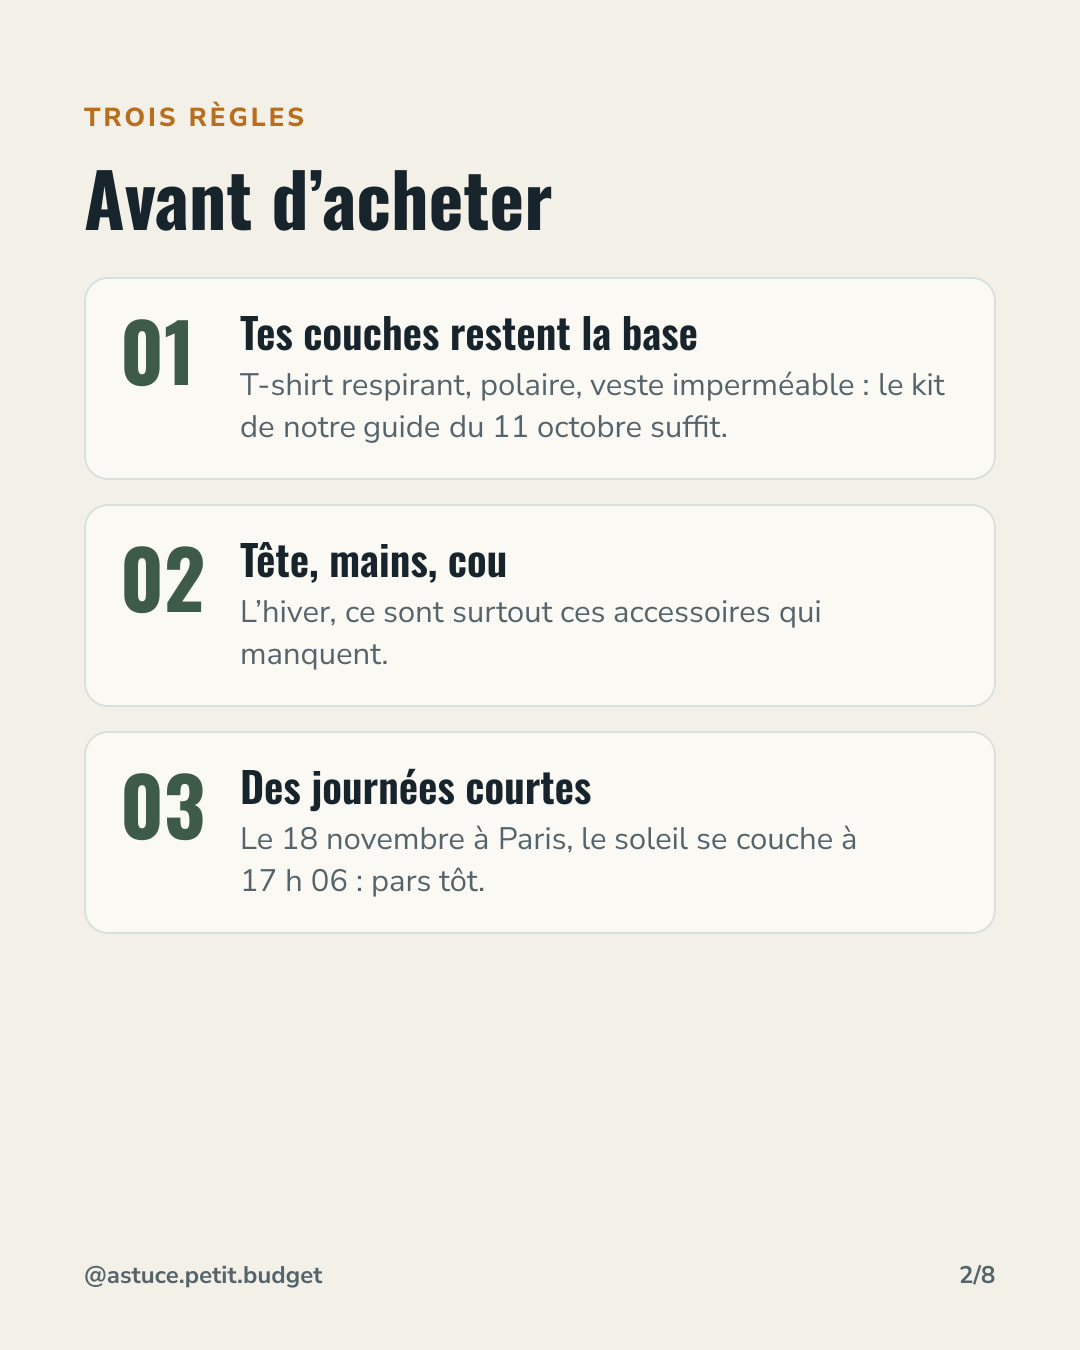 TROIS RÈGLES
Avant d’acheter
01
Tes couches restent la base
T-shirt respirant, polaire, veste imperméable : le kit
de notre guide du 11 octobre suffit.
02
Tête, mains, cou
L’hiver, ce sont surtout ces accessoires qui
manquent.
03
Des journées courtes
Le 18 novembre à Paris, le soleil se couche à
17 h 06 : pars tôt.
@astuce.petit.budget
2/8